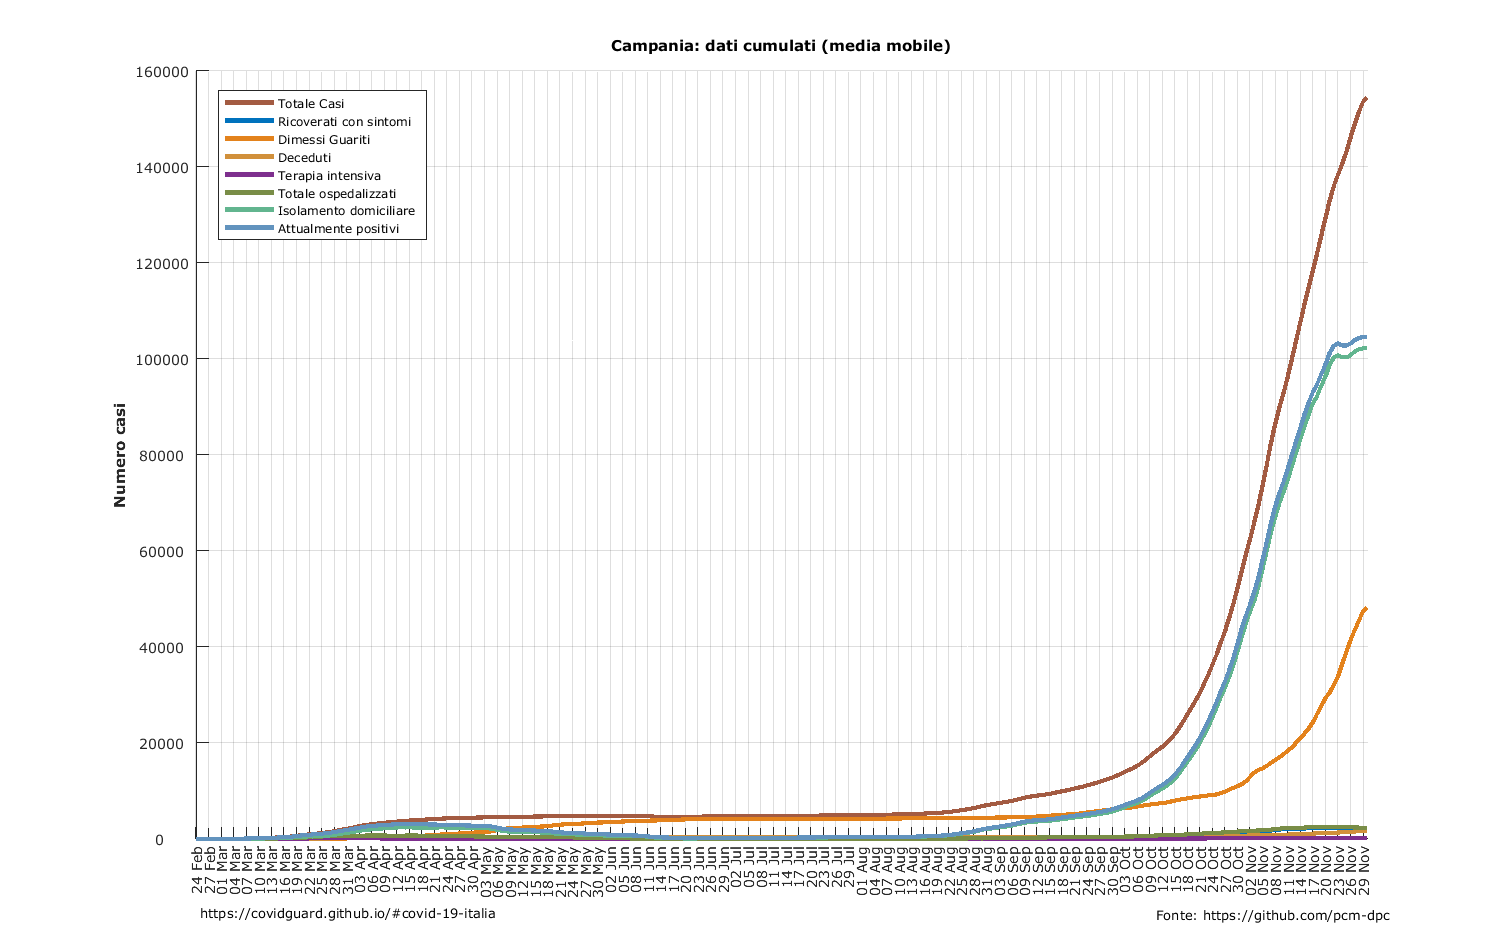 Campania: dati cumulati (media mobile)
160000
140000
120000
100000
80000
60000
40000
20000
0
Numero casi
Totale Casi
Ricoverati con sintomi
Dimessi Guariti
Deceduti
Terapia intensiva
Totale ospedalizzati
Isolamento domiciliare
Attualmente positivi
24 Feb
27 Feb
01 Mar
04 Mar
07 Mar
10 Mar
13 Mar
16 Mar
19 Mar
22 Mar
25 Mar
28 Mar
31 Mar
03 Apr
06 Apr
09 Apr
12 Apr
15 Apr
18 Apr
21 Apr
24 Apr
27 Apr
30 Apr
03 May
06 May
09 May
12 May
15 May
18 May
21 May
24 May
27 May
30 May
02 Jun
05 Jun
08 Jun
11 Jun
14 Jun
17 Jun
20 Jun
23 Jun
26 Jun
29 Jun
02 Jul
05 Jul
08 Jul
11 Jul
14 Jul
17 Jul
20 Jul
23 Jul
26 Jul
29 Jul
01 Aug
04 Aug
07 Aug
10 Aug
13 Aug
16 Aug
19 Aug
22 Aug
25 Aug
28 Aug
31 Aug
03 Sep
06 Sep
09 Sep
12 Sep
15 Sep
18 Sep
21 Sep
24 Sep
27 Sep
30 Sep
03 Oct
06 Oct
09 Oct
12 Oct
15 Oct
18 Oct
21 Oct
24 Oct
27 Oct
30 Oct
02 Nov
05 Nov
08 Nov
11 Nov
14 Nov
17 Nov
20 Nov
23 Nov
26 Nov
29 Nov
https://covidguard.github.io/#covid-19-italia
Fonte: https://github.com/pcm-dpc